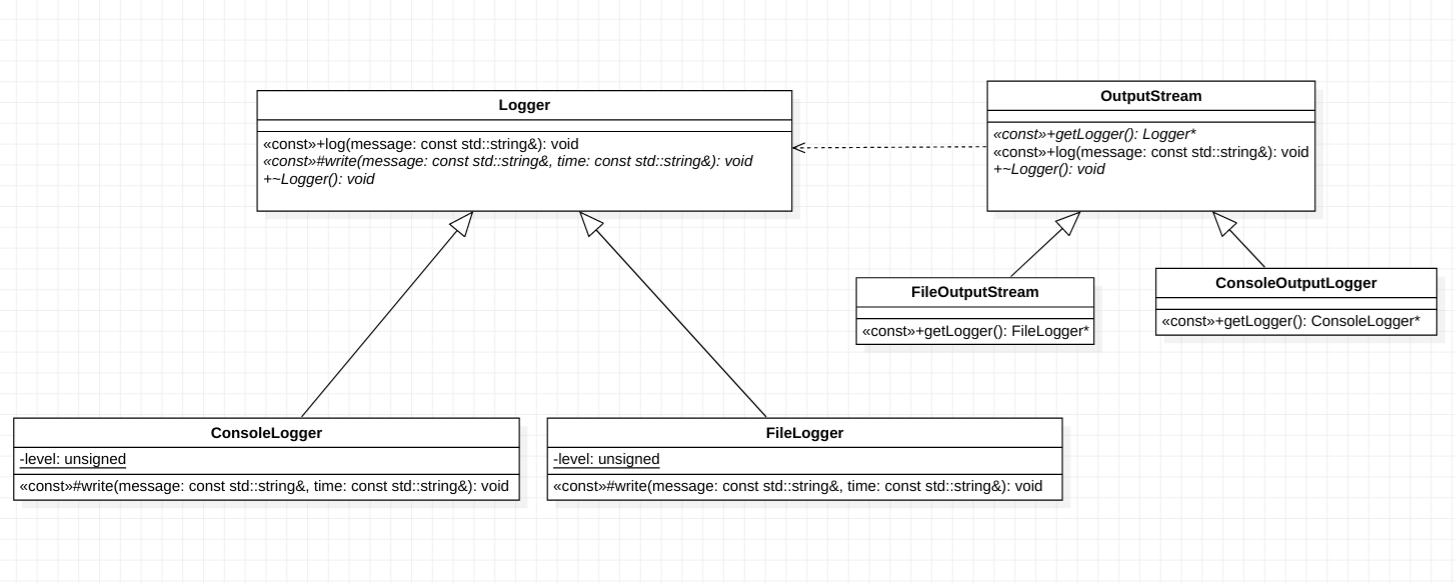 Logger
«const»+log(message: const std::string&): void
«const»#write(message: const std::string&, time: const std::string&): void
+~Logger(): void
OutputStream
«const»+getLogger(): Logger*
«const»+log(message: const std::string&): void
+~Logger(): void
FileOutputStream
«const»+getLogger(): FileLogger*
ConsoleOutputLogger
«const»+getLogger(): ConsoleLogger*
ConsoleLogger
-level: unsigned
«const»#write(message: const std::string&, time: const std::string&): void
FileLogger
-level: unsigned
«const»#write(message: const std::string&, time: const std::string&): void